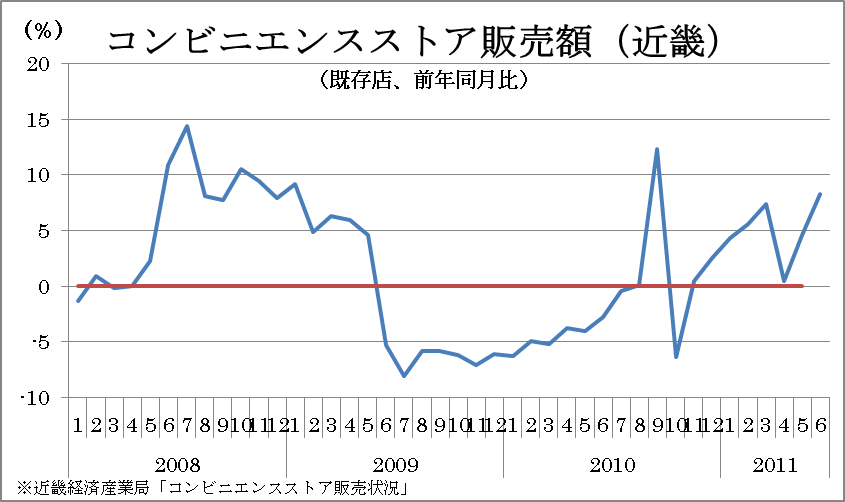 (%)
コンビニエンスストア販売額（近畿）
（既存店、前年同月比）
20
15
10
5
0
-5
-10
1 2 3 4 5 6 7 8 9 10 11 12 1 2 3 4 5 6 7 8 9 10 11 12 1 2 3 4 5 6 7 8 9 10 11 12 1 2 3 4 5 6
2008 2009 2010 2011
※近畿経済産業局「コンビニエンスストア販売状況」